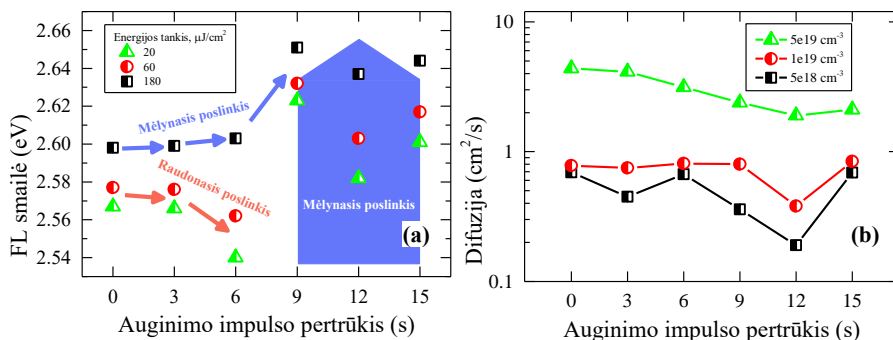 Energijos tankis, μJ/cm²
20
60
180
Mėlynasis poslinkis
Raudonasis poslinkis
Mėlynasis poslinkis
(a)
FL smailė (eV)
2.66
2.64
2.62
2.60
2.58
2.56
2.54
0 3 6 9 12 15
Auginimo impulso pertrūkis (s)
5e19 cm⁻³
1e19 cm⁻³
5e18 cm⁻³
(b)
Difuzija (cm²/s)
10
1
0.1
0 3 6 9 12 15
Auginimo impulso pertrūkis (s)